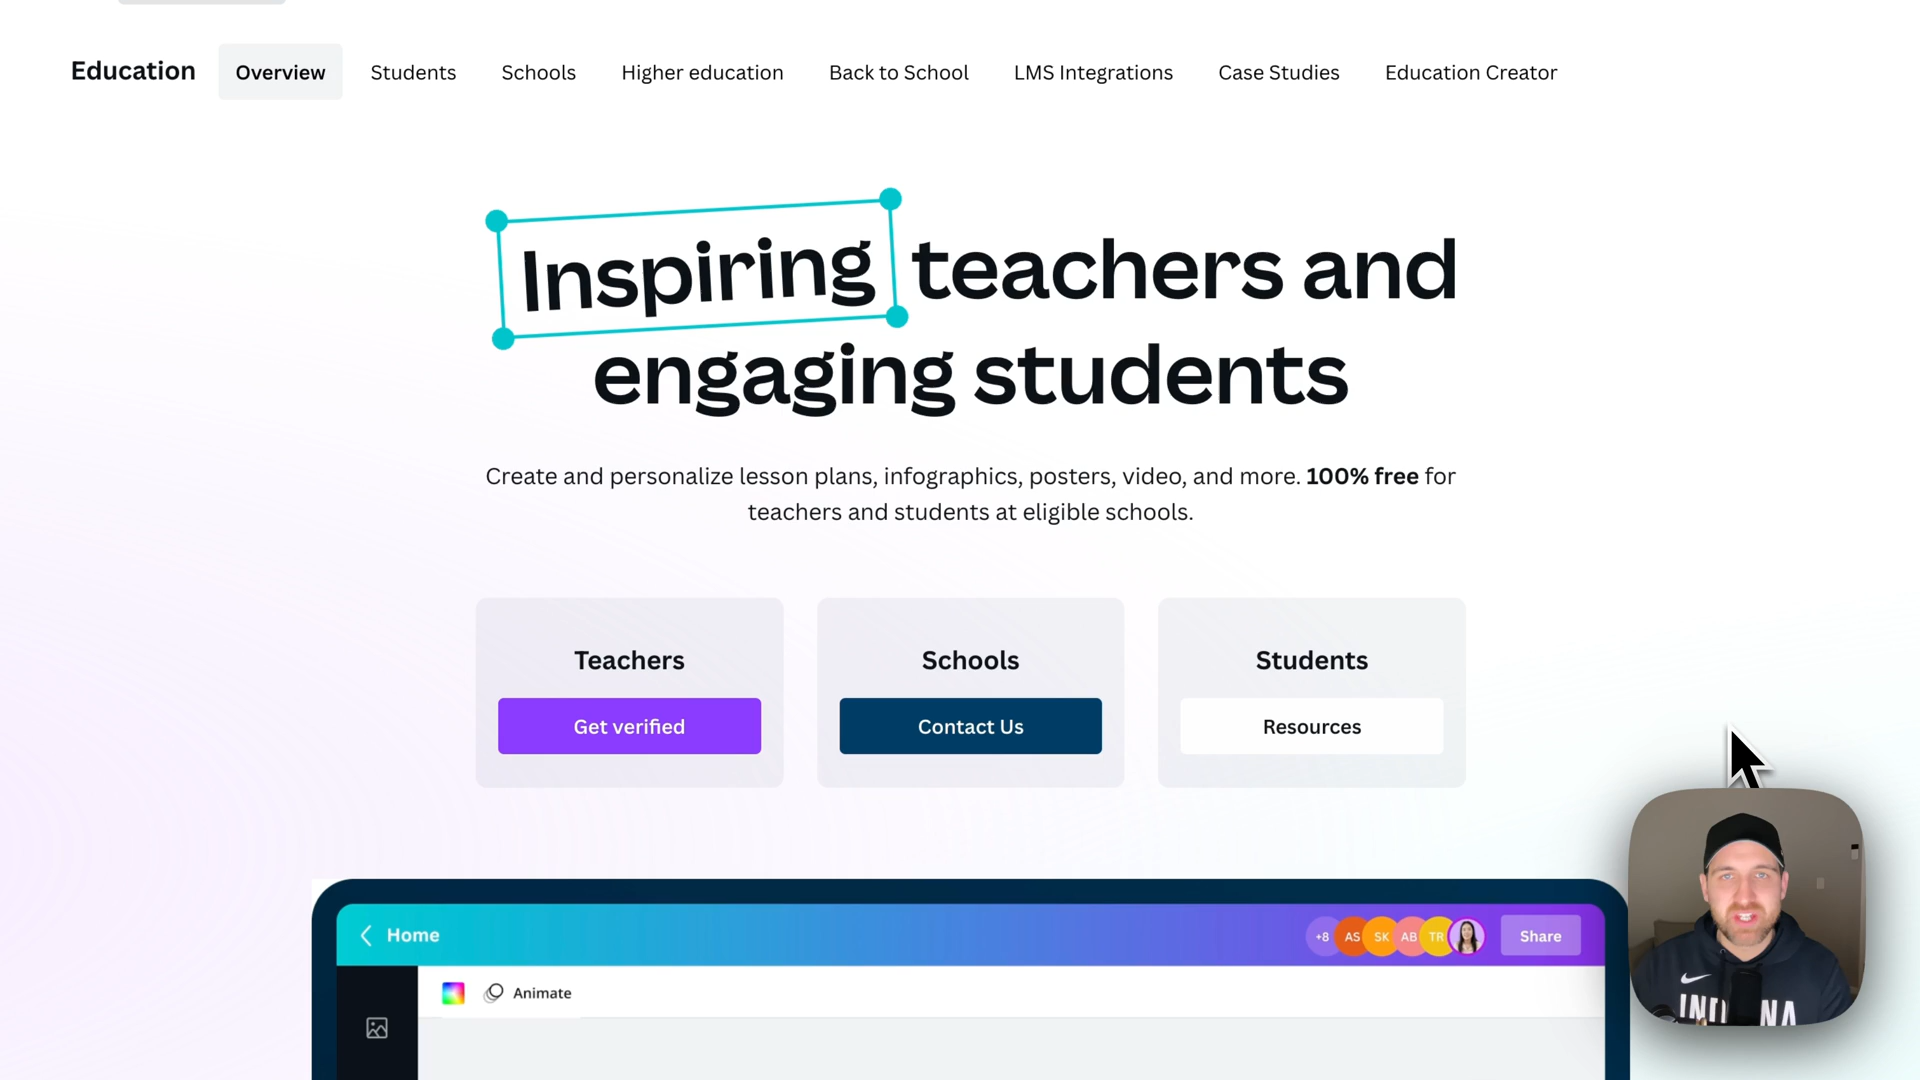 Education Overview Students Schools Higher education Back to School LMS Integrations Case Studies Education Creator
Inspiring teachers and
engaging students
Create and personalize lesson plans, infographics, posters, video, and more. 100% free for
teachers and students at eligible schools.
Teachers Schools Students
Get verified Contact Us Resources
Home +8 AS SK AB TR Share
Animate